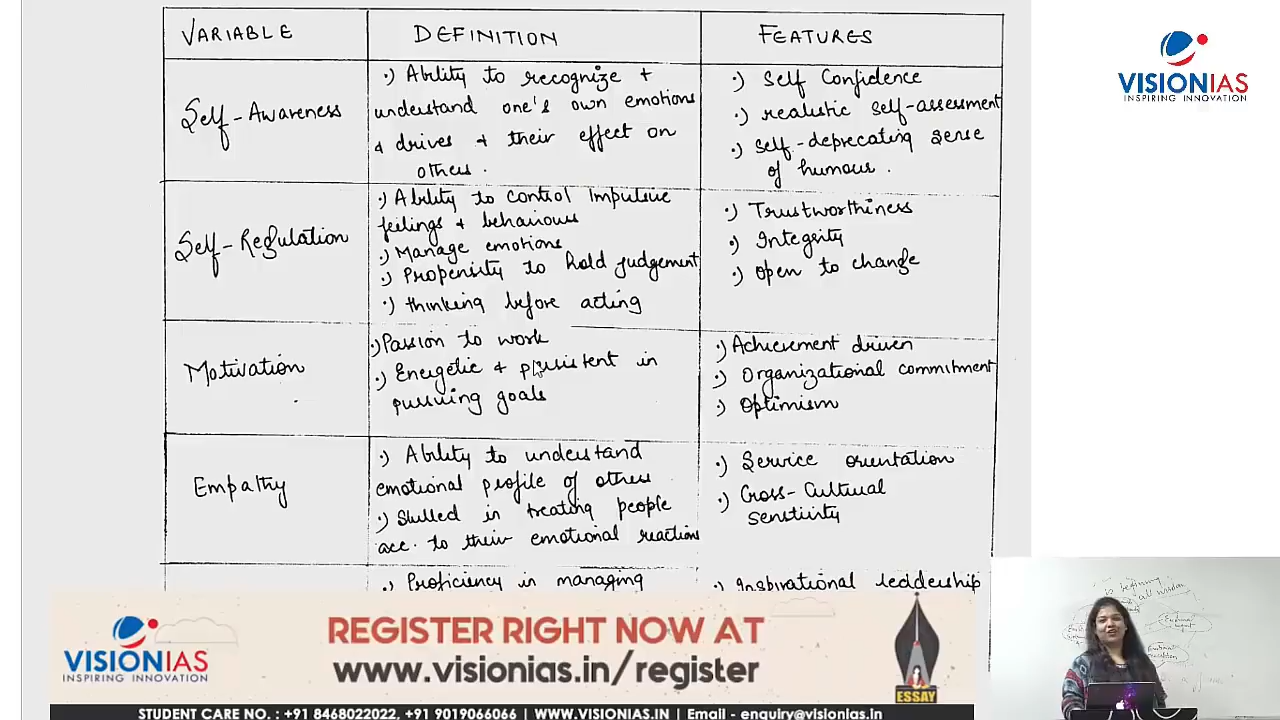 VARIABLE
DEFINITION
FEATURES
Self-Awareness
·) Ability to recognize +
understand one's own emotions
& drives & their effect on
others.
·) Self Confidence
·) realistic self-assessment
·) self-deprecating sense
of humour.
Self-Regulation
·) Ability to control impulsive
feelings & behaviours
·) Manage emotions
·) Propensity to hold judgement
·) thinking before acting
·) Trustworthiness
·) Integrity
·) Open to change
Motivation
·) Passion to work
·) Energetic & persistent in
pursuing goals
·) Achievement driven
·) Organizational commitment
·) Optimism
Empathy
·) Ability to understand
emotional profile of others
·) Skilled in treating people
acc. to their emotional reactions
·) Service orientation
·) Cross-Cultural
sensitivity
·) Proficiency in managing
·) Inspirational leadership
VISIONIAS
INSPIRING INNOVATION
VISIONIAS
INSPIRING INNOVATION
REGISTER RIGHT NOW AT
www.visionias.in/register
ESSAY
STUDENT CARE NO. : +91 8468022022, +91 9019066066 | WWW.VISIONIAS.IN | Email - enquiry@visionias.in